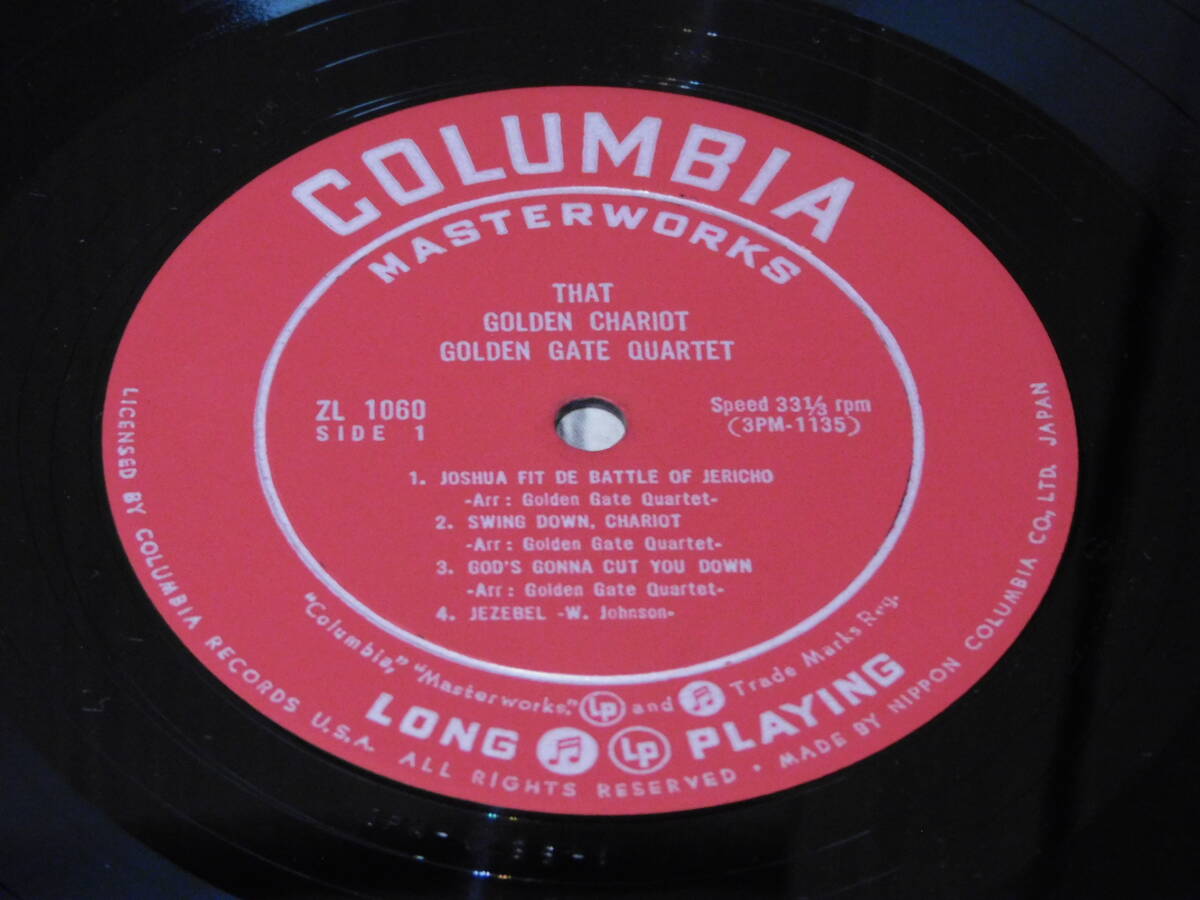 COLUMBIA
MASTERWORKS
THAT
GOLDEN CHARIOT
GOLDEN GATE QUARTET
ZL 1060
SIDE 1
Speed 33⅓ rpm
(3PM-1135)
1. JOSHUA FIT DE BATTLE OF JERICHO
-Arr : Golden Gate Quartet-
2. SWING DOWN, CHARIOT
-Arr : Golden Gate Quartet-
3. GOD'S GONNA CUT YOU DOWN
-Arr : Golden Gate Quartet-
4. JEZEBEL -W. Johnson-
"Columbia," "Masterworks," Lp and Trade Marks Reg.
LONG Lp PLAYING
LICENSED BY COLUMBIA RECORDS U.S.A. ALL RIGHTS RESERVED · MADE BY NIPPON COLUMBIA CO., LTD. JAPAN